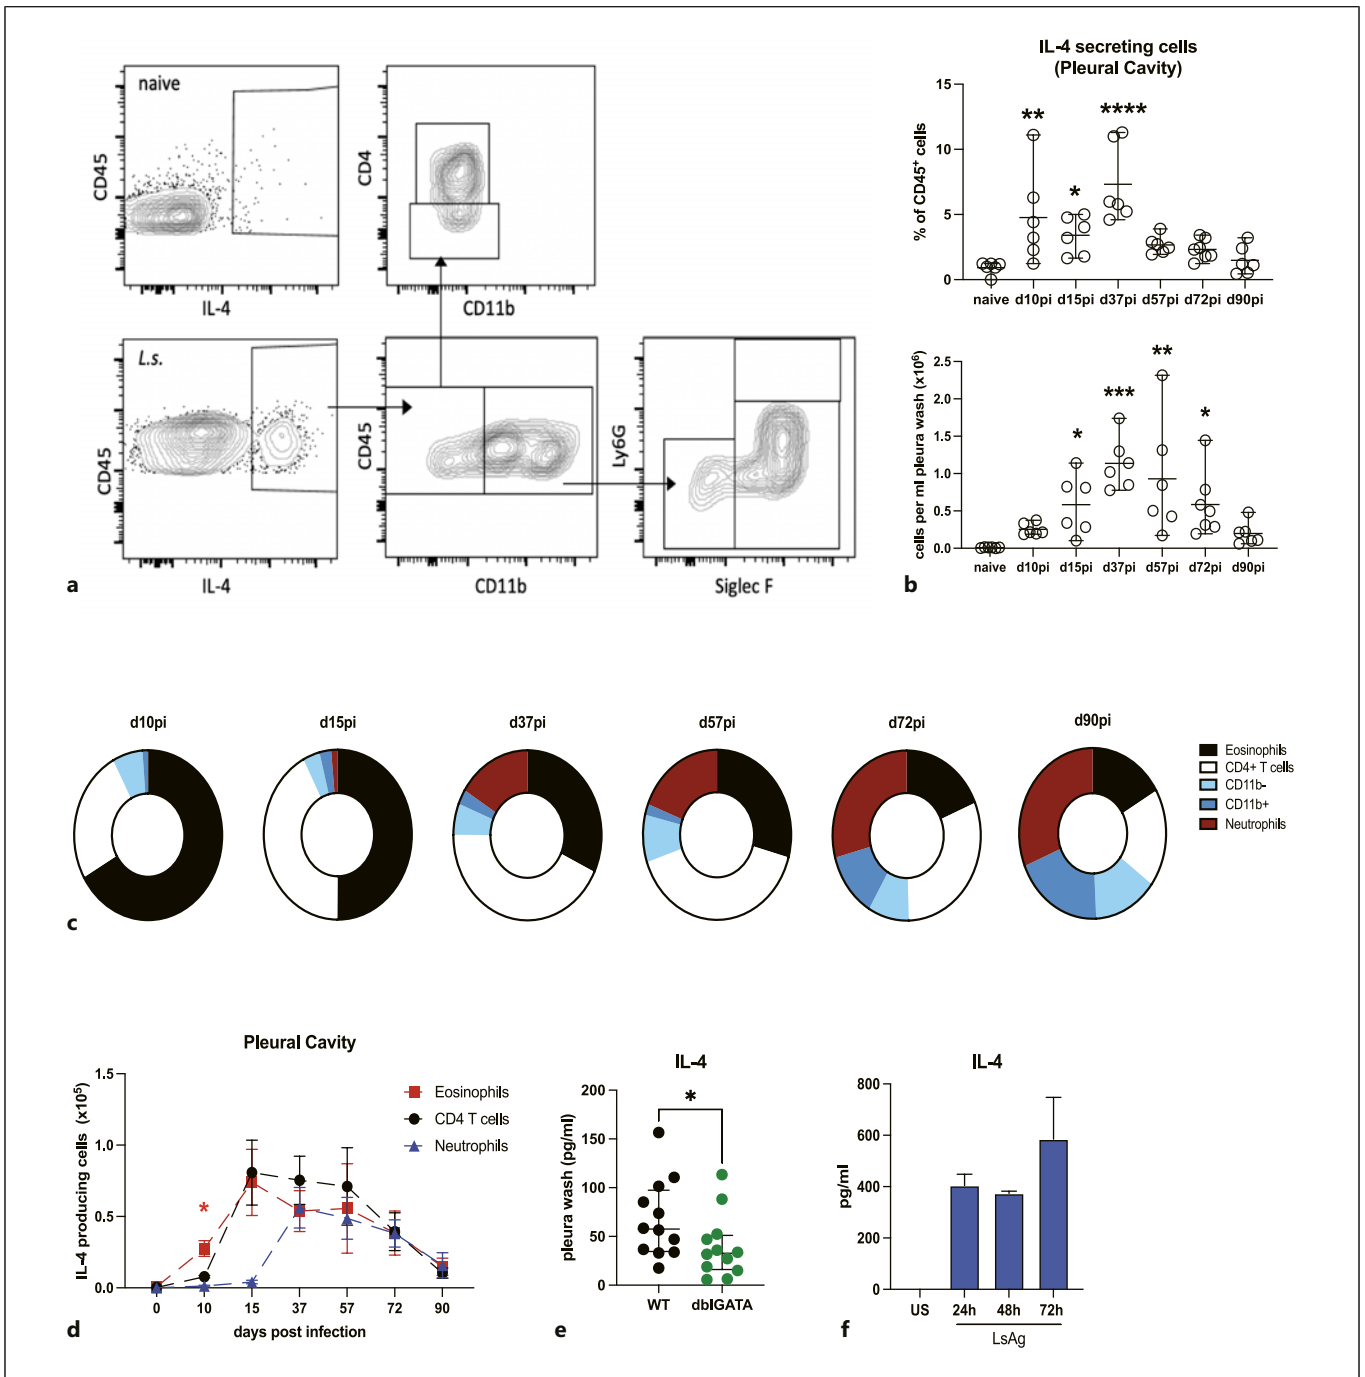 naive
CD45
IL-4
CD4
CD11b
L.s.
CD45
IL-4
CD45
CD11b
Ly6G
Siglec F
a
IL-4 secreting cells
(Pleural Cavity)
% of CD45+ cells
15
10
5
0
** * ****
naive d10pi d15pi d37pi d57pi d72pi d90pi
cells per ml pleura wash (x10⁶)
2.5
2.0
1.5
1.0
0.5
0.0
* *** ** *
naive d10pi d15pi d37pi d57pi d72pi d90pi
b
d10pi d15pi d37pi d57pi d72pi d90pi
Eosinophils
CD4+ T cells
CD11b-
CD11b+
Neutrophils
c
Pleural Cavity
IL-4 producing cells (x10⁵)
1.5
1.0
0.5
0.0
*
Eosinophils
CD4 T cells
Neutrophils
0 10 15 37 57 72 90
days post infection
d
IL-4
pleura wash (pg/ml)
200
150
100
50
0
*
WT dblGATA
e
IL-4
pg/ml
800
600
400
200
0
US 24h 48h 72h
LsAg
f